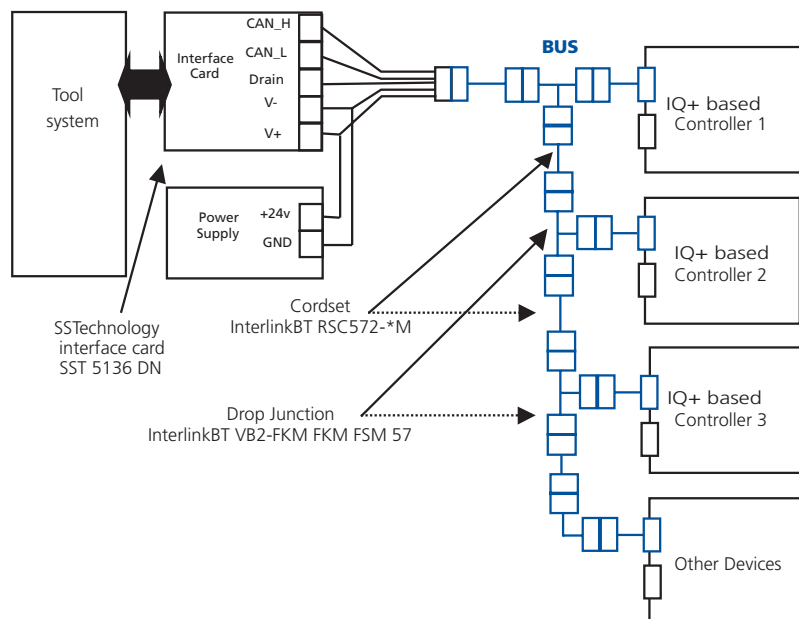 Tool
system
Interface
Card
CAN_H
CAN_L
Drain
V-
V+
Power
Supply
+24v
GND
SSTechnology
interface card
SST 5136 DN
BUS
Cordset
InterlinkBT RSC572-*M
Drop Junction
InterlinkBT VB2-FKM FKM FSM 57
IQ+ based
Controller 1
IQ+ based
Controller 2
IQ+ based
Controller 3
Other Devices